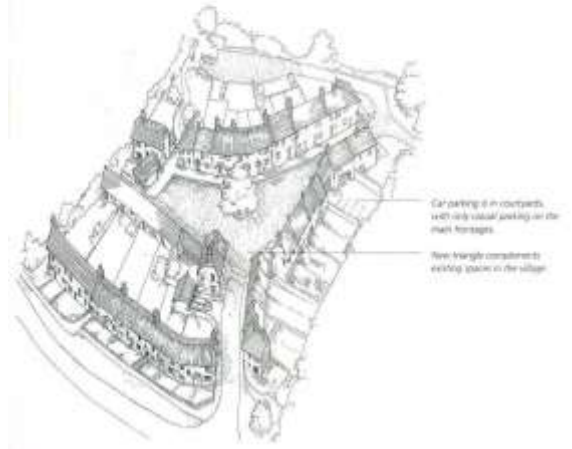 Car parking is in courtyards,
with only casual parking on the
main frontages.
New triangle complements
existing spaces in the village.